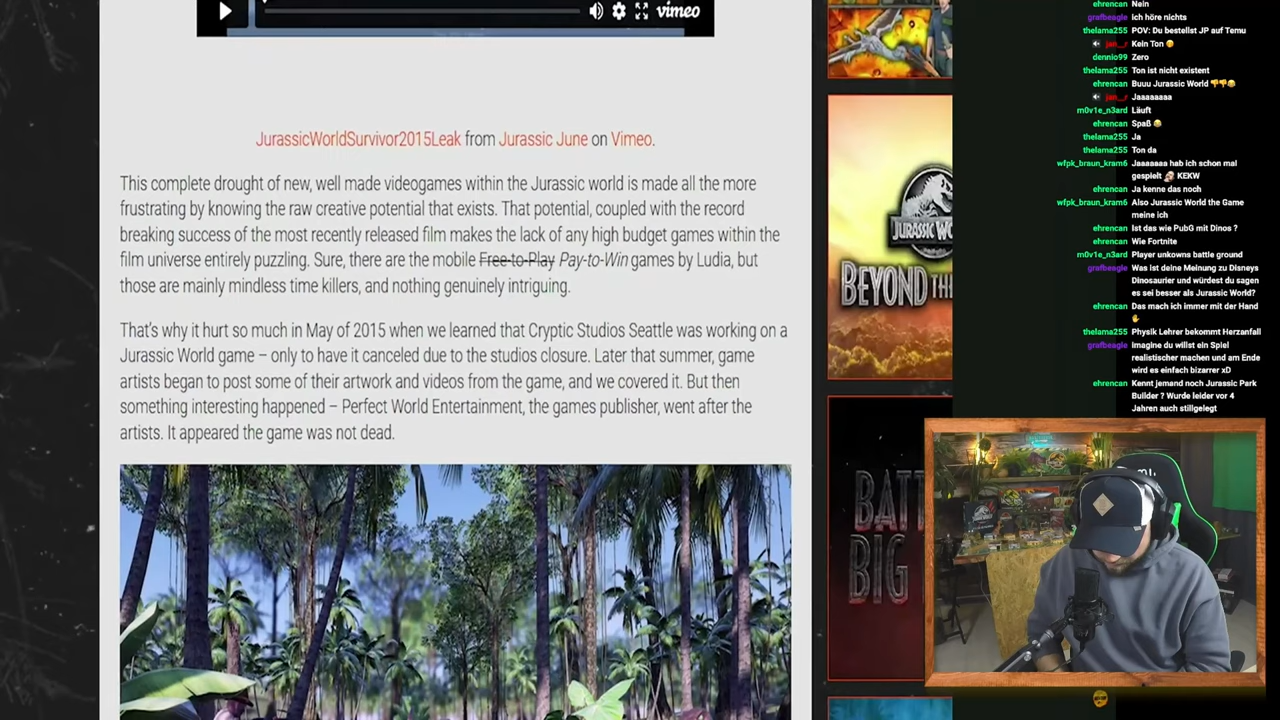 vimeo
JurassicWorldSurvivor2015Leak from Jurassic June on Vimeo.
This complete drought of new, well made videogames within the Jurassic world is made all the more
frustrating by knowing the raw creative potential that exists. That potential, coupled with the record
breaking success of the most recently released film makes the lack of any high budget games within the
film universe entirely puzzling. Sure, there are the mobile Free-to-Play Pay-to-Win games by Ludia, but
those are mainly mindless time killers, and nothing genuinely intriguing.
That's why it hurt so much in May of 2015 when we learned that Cryptic Studios Seattle was working on a
Jurassic World game – only to have it canceled due to the studios closure. Later that summer, game
artists began to post some of their artwork and videos from the game, and we covered it. But then
something interesting happened – Perfect World Entertainment, the games publisher, went after the
artists. It appeared the game was not dead.
JURASSIC WO
BEYOND THE
BATT
BIG
ehrencan Nein
grafbeagle ich höre nichts
thelama255 POV: Du bestellst JP auf Temu
jan__r Kein Ton
dennio99 Zero
thelama255 Ton ist nicht existent
ehrencan Buuu Jurassic World 👎👎😂
jan__r Jaaaaaaa
m0v1e_n3ard Läuft
ehrencan Spaß 😂
thelama255 Ja
thelama255 Ton da
wfpk_braun_kram6 Jaaaaaaa hab ich schon mal
gespielt KEKW
ehrencan Ja kenne das noch
wfpk_braun_kram6 Also Jurassic World the Game
meine ich
ehrencan Ist das wie PubG mit Dinos ?
ehrencan Wie Fortnite
m0v1e_n3ard Player unkowns battle ground
grafbeagle Was ist deine Meinung zu Disneys
Dinosaurier und würdest du sagen
es sei besser als Jurassic World?
ehrencan Das mach ich immer mit der Hand
✋
thelama255 Physik Lehrer bekommt Herzanfall
grafbeagle imagine du willst ein Spiel
realistischer machen und am Ende
wird es einfach bizarrer xD
ehrencan Kennt jemand noch Jurassic Park
Builder ? Wurde leider vor 4
Jahren auch stillgelegt